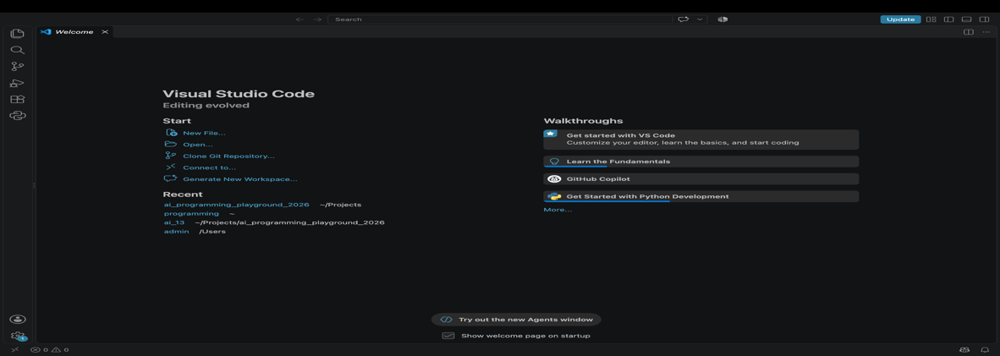 Search
Update
Welcome
Visual Studio Code
Editing evolved
Start
New File...
Open...
Clone Git Repository...
Connect to...
Generate New Workspace...
Recent
ai_programming_playground_2026 ~/Projects
programming ~
ai_13 ~/Projects/ai_programming_playground_2026
admin /Users
Walkthroughs
Get started with VS Code
Customize your editor, learn the basics, and start coding
Learn the Fundamentals
GitHub Copilot
Get Started with Python Development
More...
Try out the new Agents window
Show welcome page on startup
1
0 0